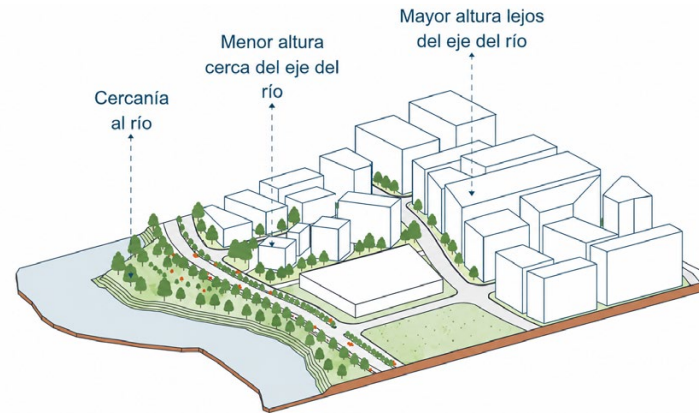 Cercanía
al río
Menor altura
cerca del eje del
río
Mayor altura lejos
del eje del río